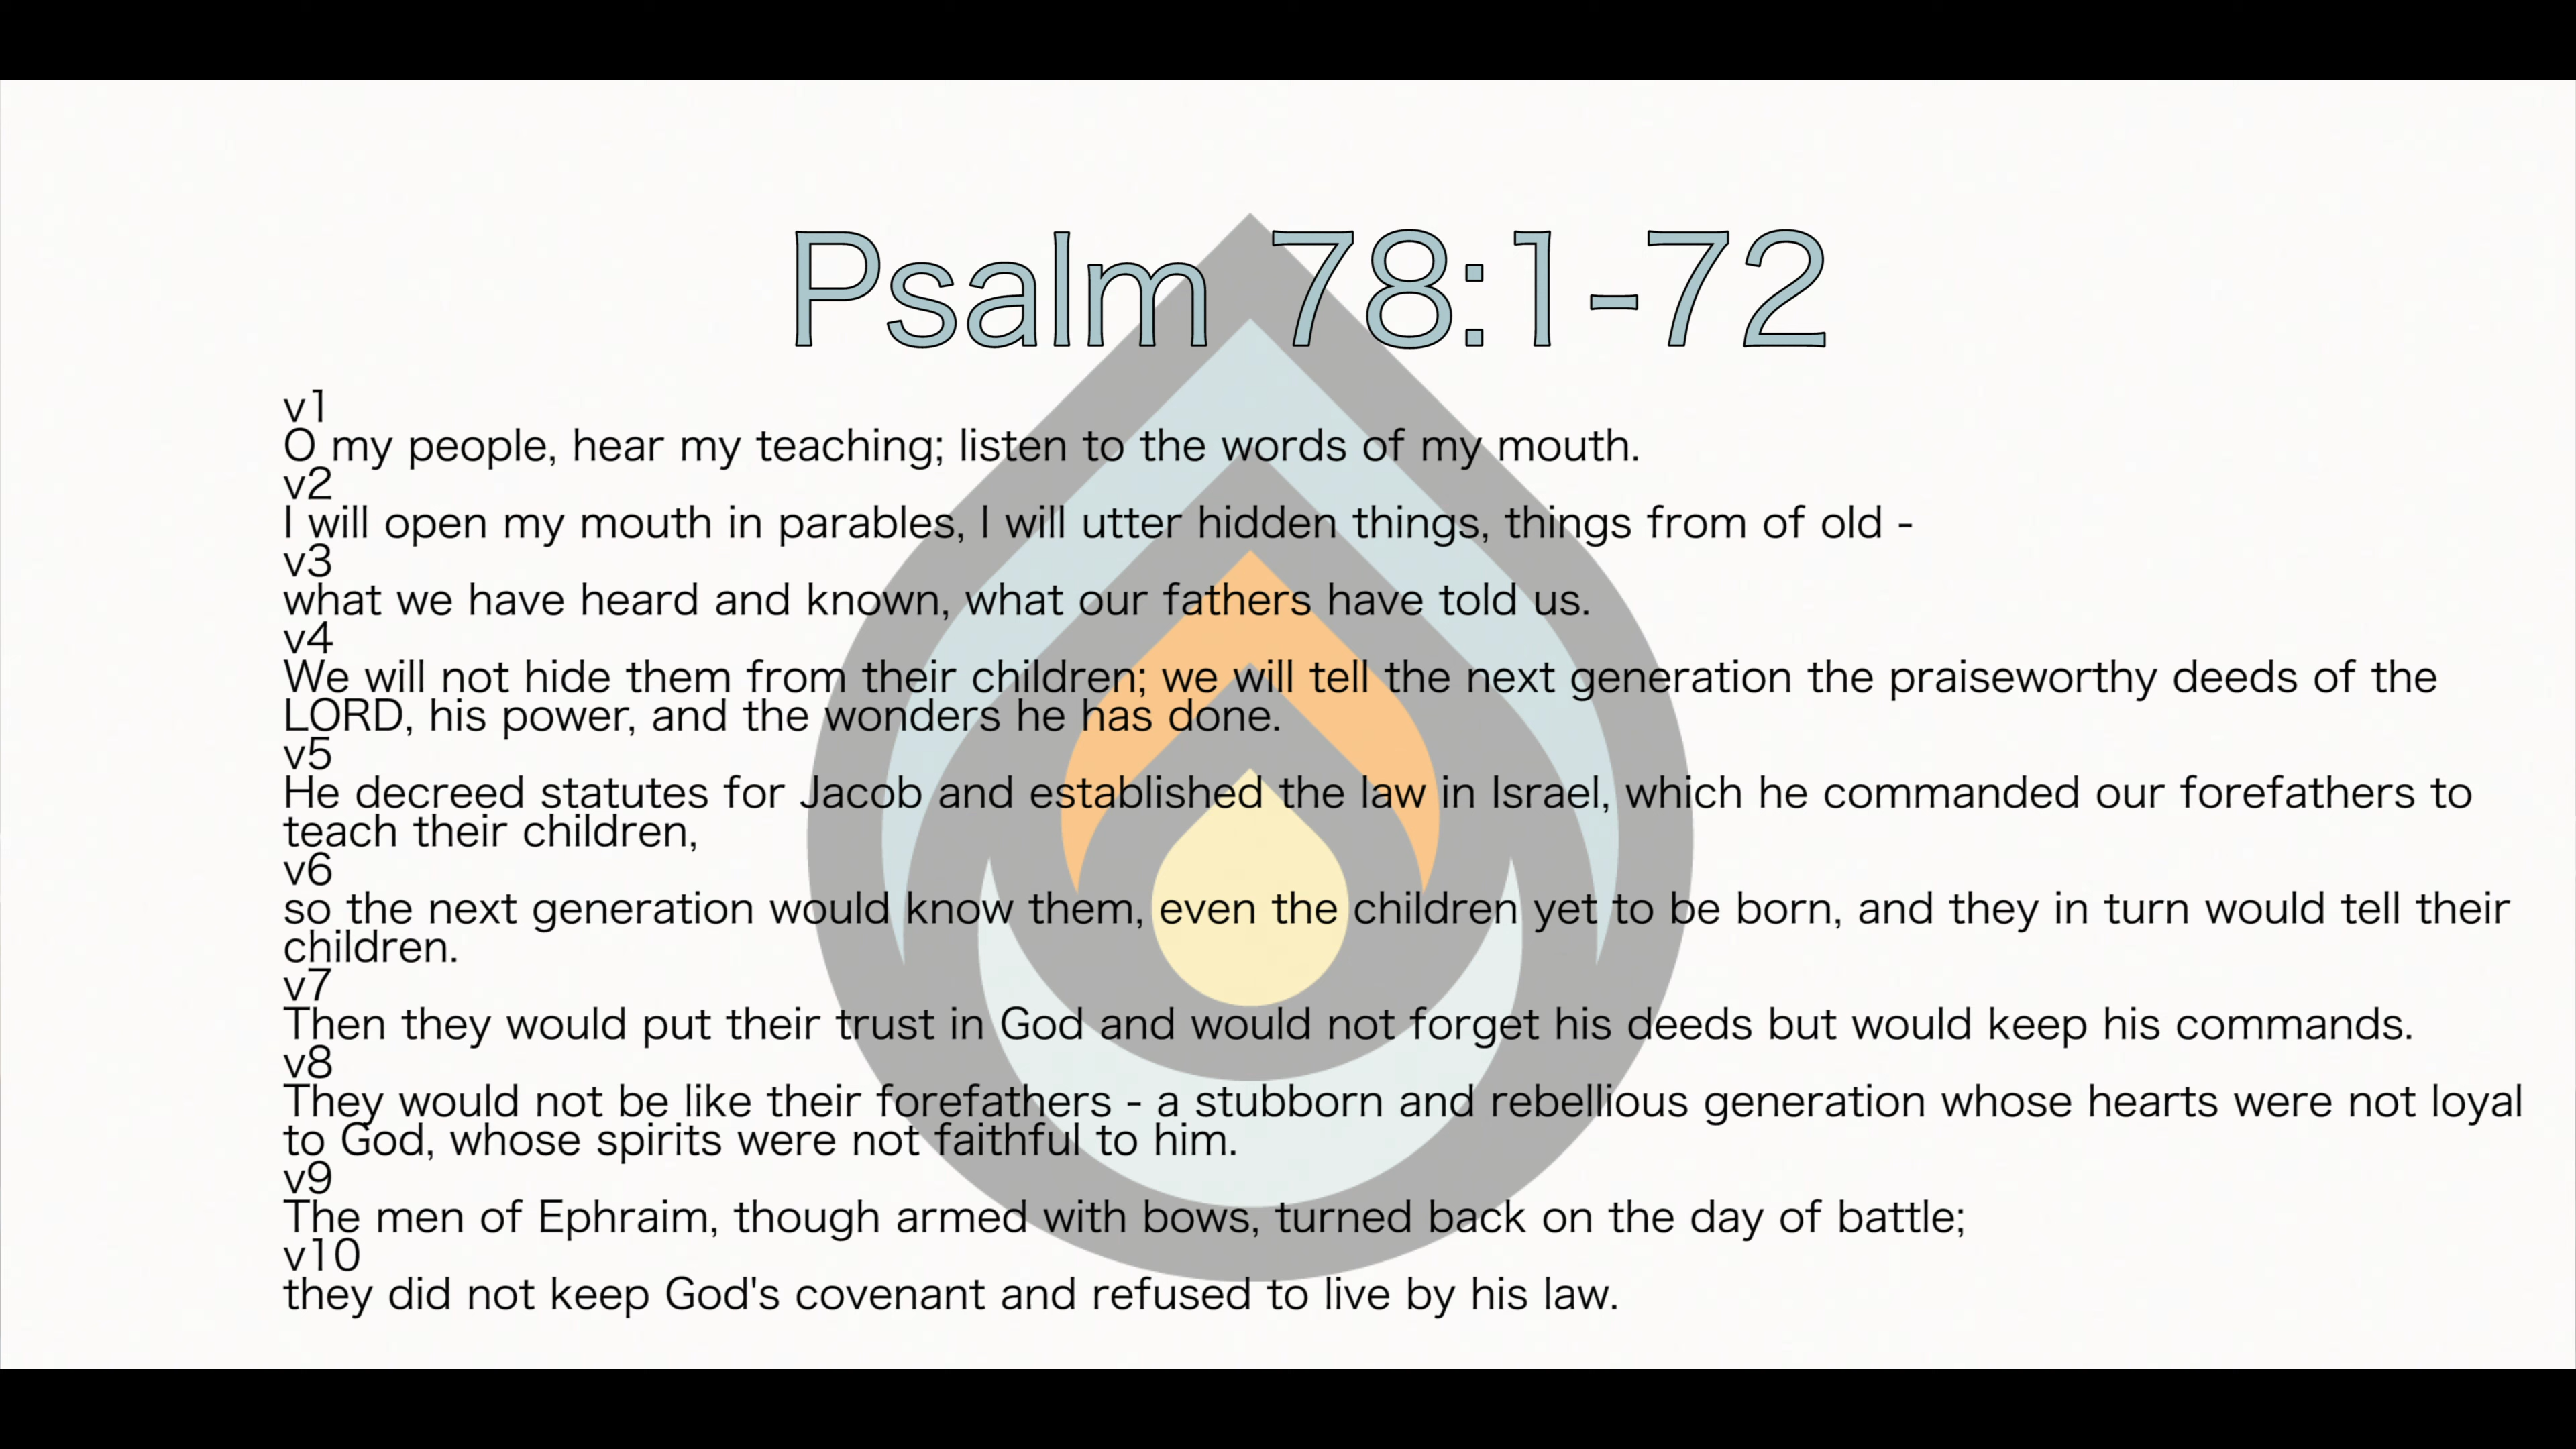 Psalm 78:1-72
v1
O my people, hear my teaching; listen to the words of my mouth.
v2
I will open my mouth in parables, I will utter hidden things, things from of old -
v3
what we have heard and known, what our fathers have told us.
v4
We will not hide them from their children; we will tell the next generation the praiseworthy deeds of the
LORD, his power, and the wonders he has done.
v5
He decreed statutes for Jacob and established the law in Israel, which he commanded our forefathers to
teach their children,
v6
so the next generation would know them, even the children yet to be born, and they in turn would tell their
children.
v7
Then they would put their trust in God and would not forget his deeds but would keep his commands.
v8
They would not be like their forefathers - a stubborn and rebellious generation whose hearts were not loyal
to God, whose spirits were not faithful to him.
v9
The men of Ephraim, though armed with bows, turned back on the day of battle;
v10
they did not keep God's covenant and refused to live by his law.